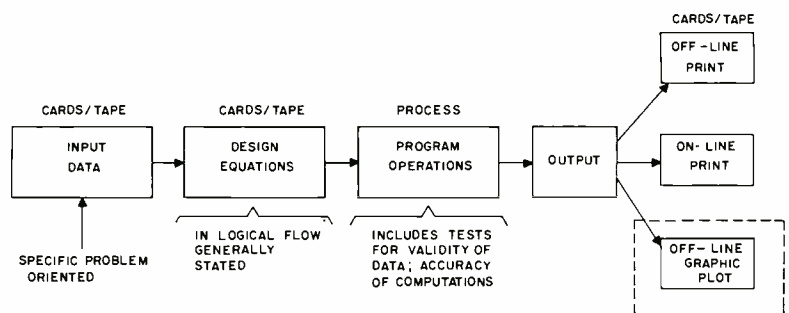 CARDS/TAPE
OFF-LINE
PRINT
CARDS/TAPE
INPUT
DATA
CARDS/TAPE
DESIGN
EQUATIONS
PROCESS
PROGRAM
OPERATIONS
OUTPUT
ON-LINE
PRINT
SPECIFIC PROBLEM
ORIENTED
IN LOGICAL FLOW
GENERALLY
STATED
INCLUDES TESTS
FOR VALIDITY OF
DATA; ACCURACY
OF COMPUTATIONS
OFF-LINE
GRAPHIC
PLOT